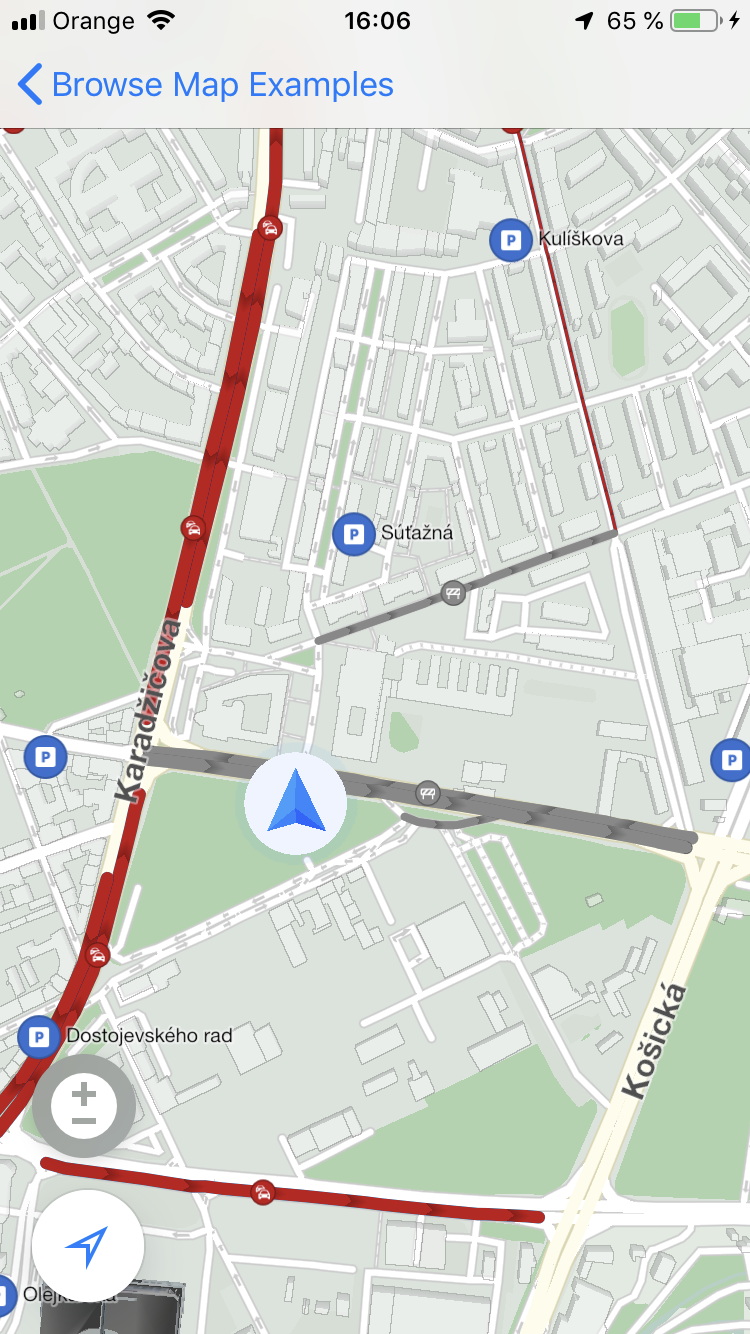 Orange 16:06 65 %
Browse Map Examples
P Kulíškova
P Súťažná
Karadžičova
P
P
P Dostojevského rad
Košická